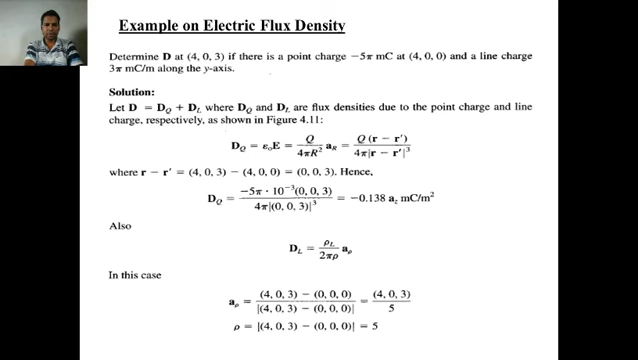 Example on Electric Flux Density
Determine D at (4, 0, 3) if there is a point charge −5π mC at (4, 0, 0) and a line charge
3π mC/m along the y-axis.
Solution:
Let D = D_Q + D_L where D_Q and D_L are flux densities due to the point charge and line
charge, respectively, as shown in Figure 4.11:
D_Q = ε₀E = Q / 4πR² a_R = Q (r − r′) / 4π|r − r′|³
where r − r′ = (4, 0, 3) − (4, 0, 0) = (0, 0, 3). Hence,
D_Q = −5π · 10⁻³(0, 0, 3) / 4π|(0, 0, 3)|³ = −0.138 a_z mC/m²
Also
D_L = ρ_L / 2πρ a_ρ
In this case
a_ρ = (4, 0, 3) − (0, 0, 0) / |(4, 0, 3) − (0, 0, 0)| = (4, 0, 3) / 5
ρ = |(4, 0, 3) − (0, 0, 0)| = 5